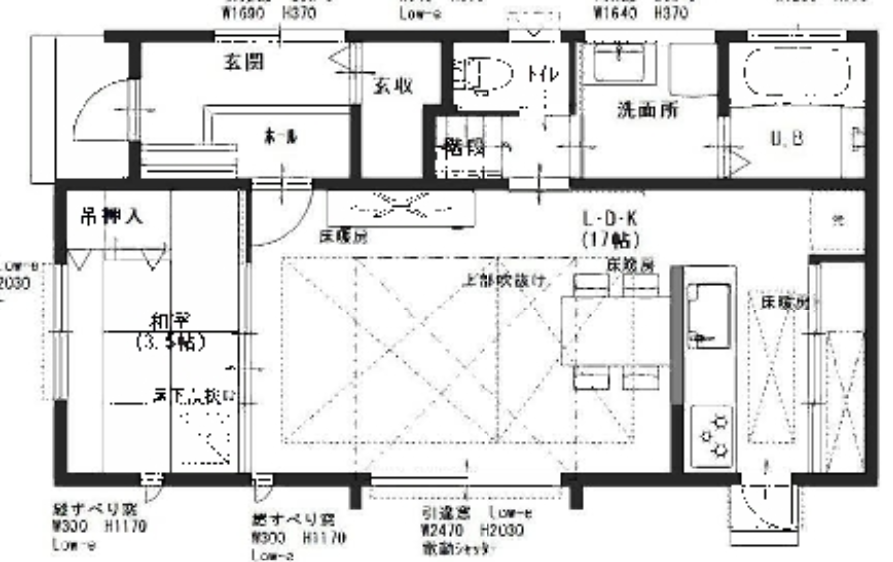 W1690 H370
Low-e
W1640 H370
玄関
玄収
トイレ
洗面所
ホール
階段
U.B
吊押入
床暖房
L-D-K
(17帖)
床暖房
上部吹抜け
床暖房
和室
(3.5帖)
床下点検口
縦すべり窓
W300 H1170
Low-e
縦すべり窓
W300 H1170
Low-e
引違窓 Low-e
W2470 H2030
電動シャッター